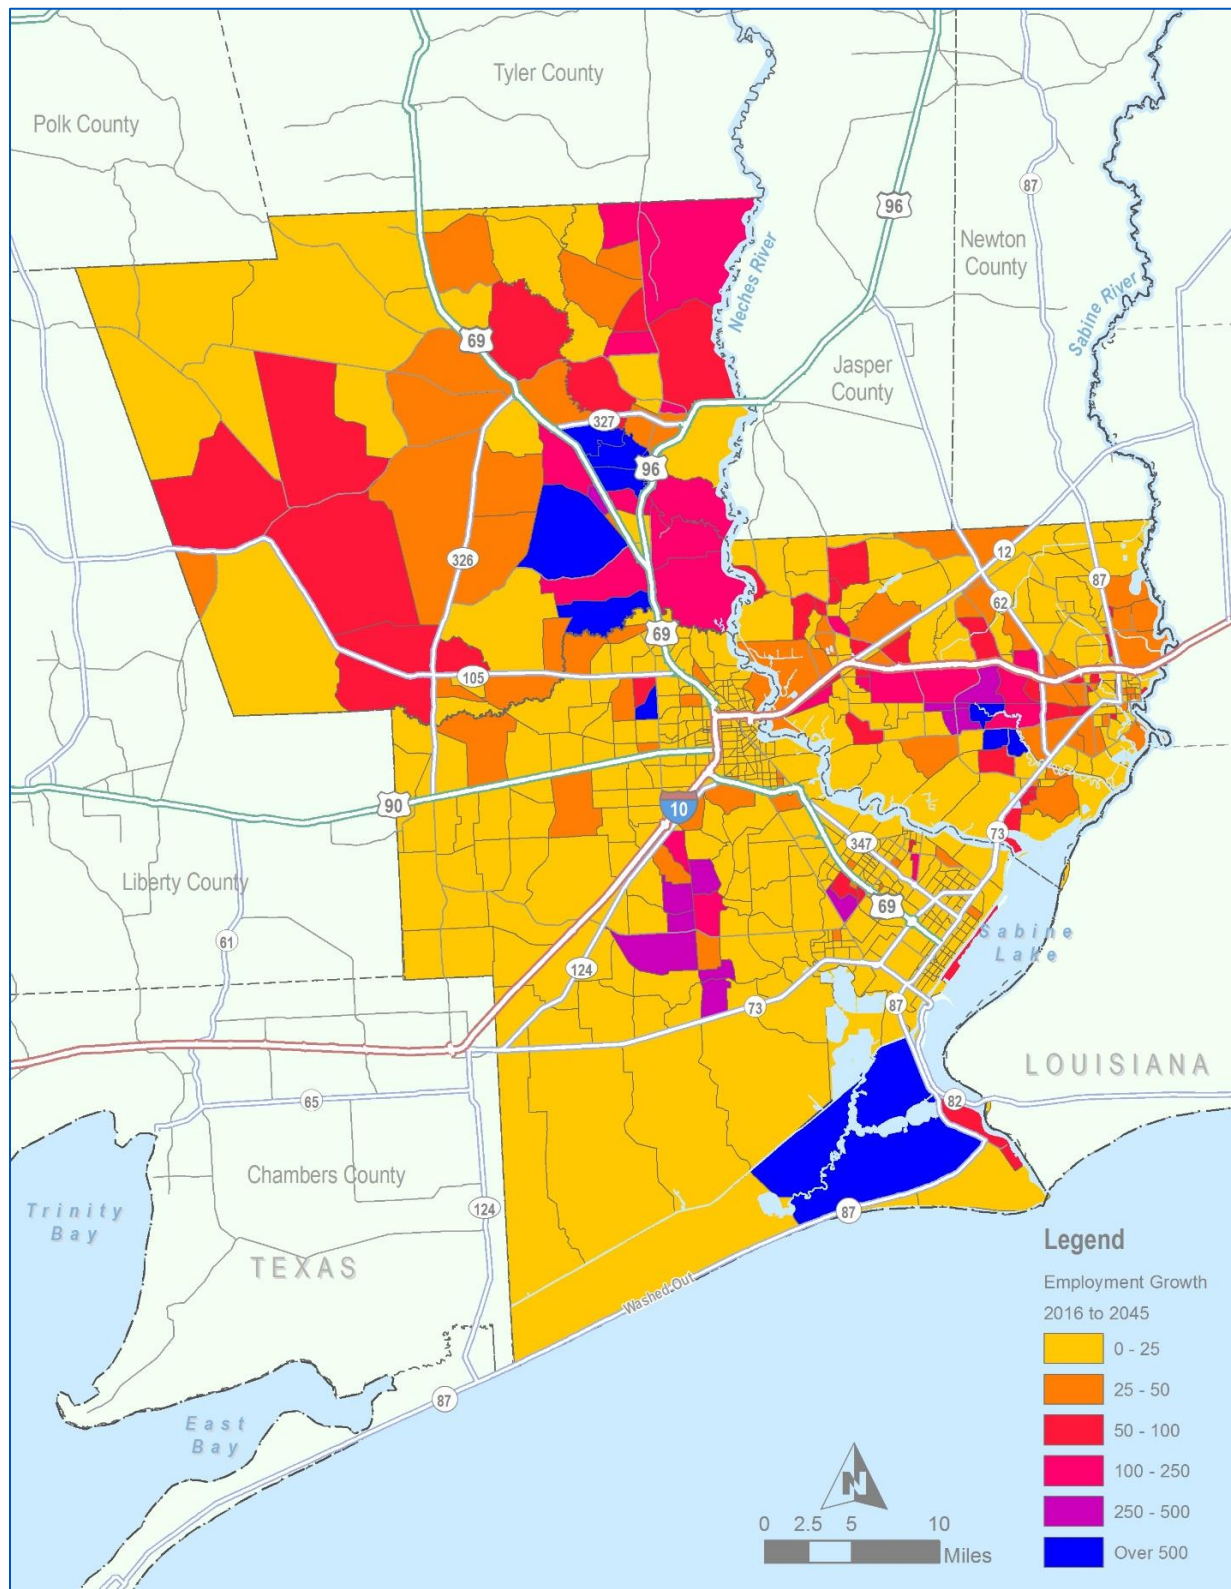 Tyler County
Polk County
87
96
Newton
County
Neches River
Sabine River
69
Jasper
County
327
96
12
326
87
62
69
105
90
10
347
73
Liberty County
69
61
Sabine
Lake
124
73
87
LOUISIANA
65
82
Chambers County
124
87
Trinity
Bay
TEXAS
Washed Out
87
East
Bay
Legend
Employment Growth
2016 to 2045
0 - 25
25 - 50
50 - 100
100 - 250
250 - 500
Over 500
N
0 2.5 5 10
Miles